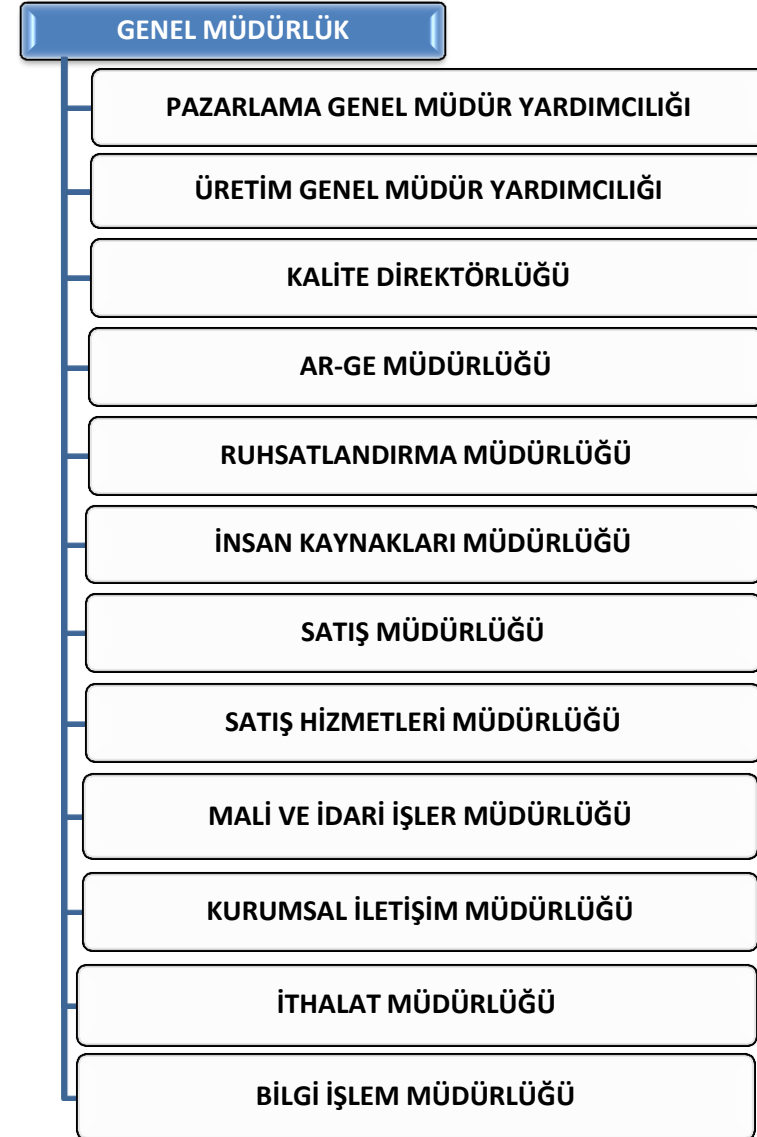 GENEL MÜDÜRLÜK
PAZARLAMA GENEL MÜDÜR YARDIMCILIĞI
ÜRETİM GENEL MÜDÜR YARDIMCILIĞI
KALİTE DİREKTÖRLÜĞÜ
AR-GE MÜDÜRLÜĞÜ
RUHSATLANDIRMA MÜDÜRLÜĞÜ
İNSAN KAYNAKLARI MÜDÜRLÜĞÜ
SATIŞ MÜDÜRLÜĞÜ
SATIŞ HİZMETLERİ MÜDÜRLÜĞÜ
MALİ VE İDARİ İŞLER MÜDÜRLÜĞÜ
KURUMSAL İLETİŞİM MÜDÜRLÜĞÜ
İTHALAT MÜDÜRLÜĞÜ
BİLGİ İŞLEM MÜDÜRLÜĞÜ